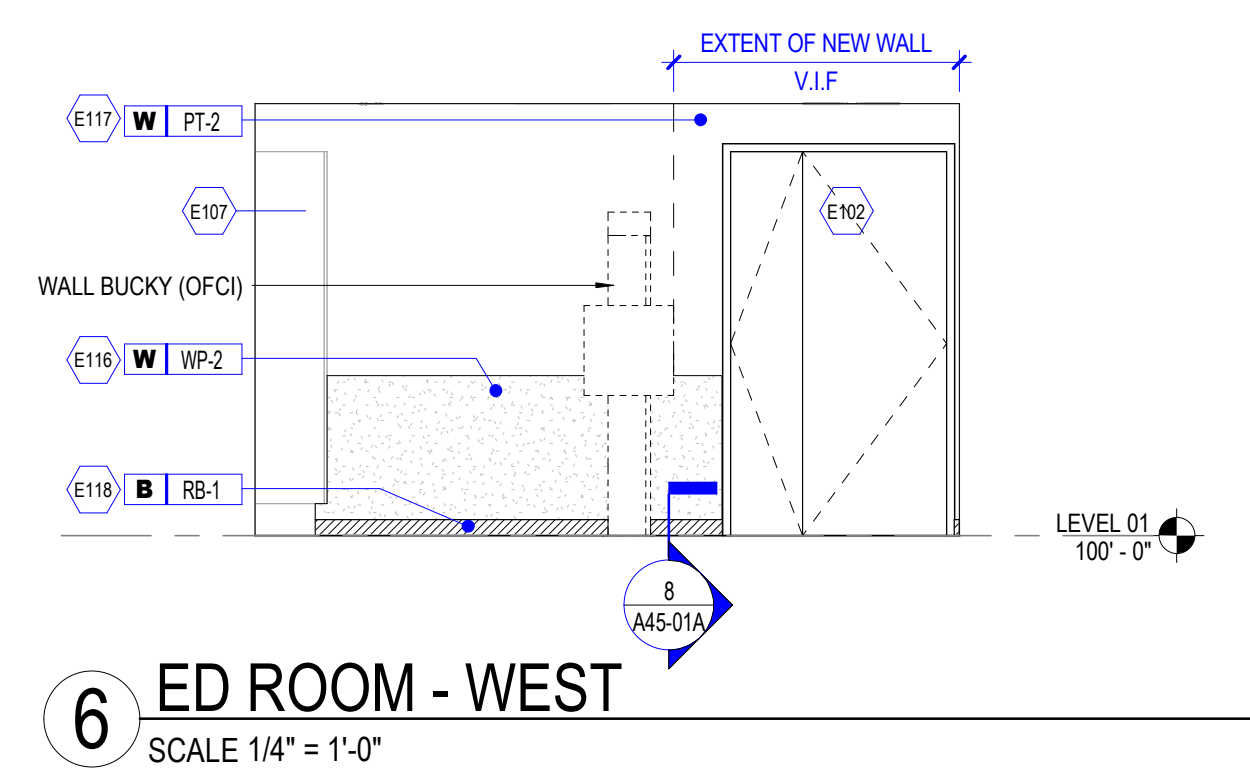 EXTENT OF NEW WALL
V.I.F
E117 W PT-2
E107
E102
WALL BUCKY (OFCI)
E116 W WP-2
E118 B RB-1
LEVEL 01
100' - 0"
8
A45-01A
6 ED ROOM - WEST
SCALE 1/4" = 1'-0"